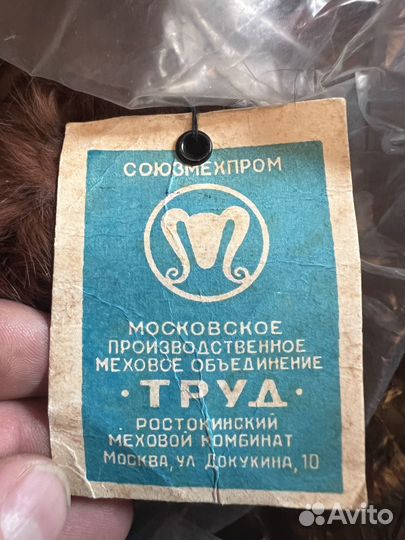 СОЮЗМЕХПРОМ
МОСКОВСКОЕ
ПРОИЗВОДСТВЕННОЕ
МЕХОВОЕ ОБЪЕДИНЕНИЕ
· ТРУД ·
РОСТОКИНСКИЙ
МЕХОВОЙ КОМБИНАТ
МОСКВА, УЛ ДОКУКИНА, 10
Avito